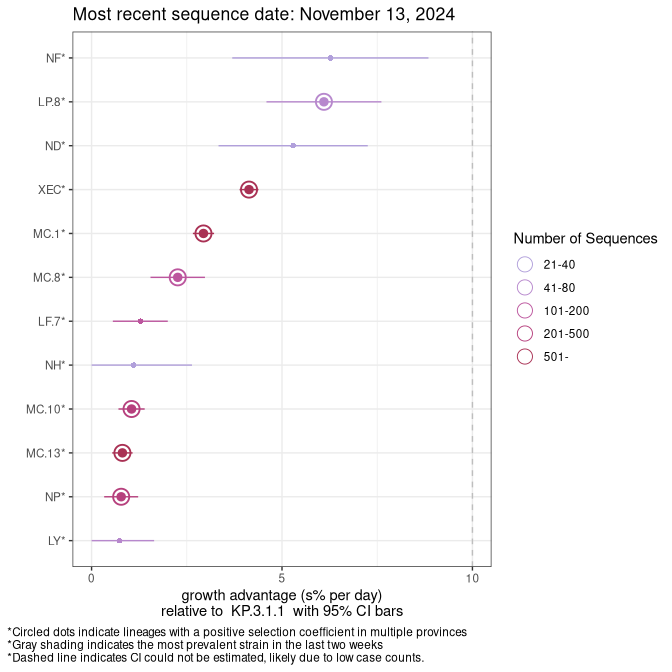 Most recent sequence date: November 13, 2024
NF*
LP.8*
ND*
XEC*
MC.1*
MC.8*
LF.7*
NH*
MC.10*
MC.13*
NP*
LY*
0 5 10
growth advantage (s% per day)
relative to KP.3.1.1 with 95% CI bars
Number of Sequences
21-40
41-80
101-200
201-500
501-
*Circled dots indicate lineages with a positive selection coefficient in multiple provinces
*Gray shading indicates the most prevalent strain in the last two weeks
*Dashed line indicates CI could not be estimated, likely due to low case counts.